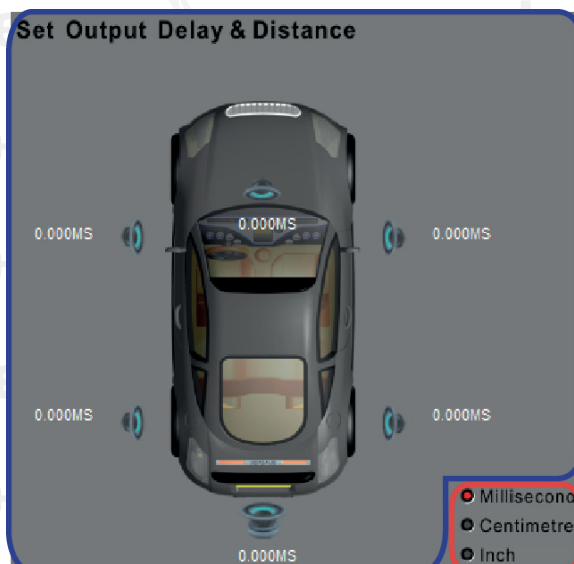 Set Output Delay & Distance
0.000MS
0.000MS 0.000MS
0.000MS 0.000MS
0.000MS
Millisecond
Centimetre
Inch